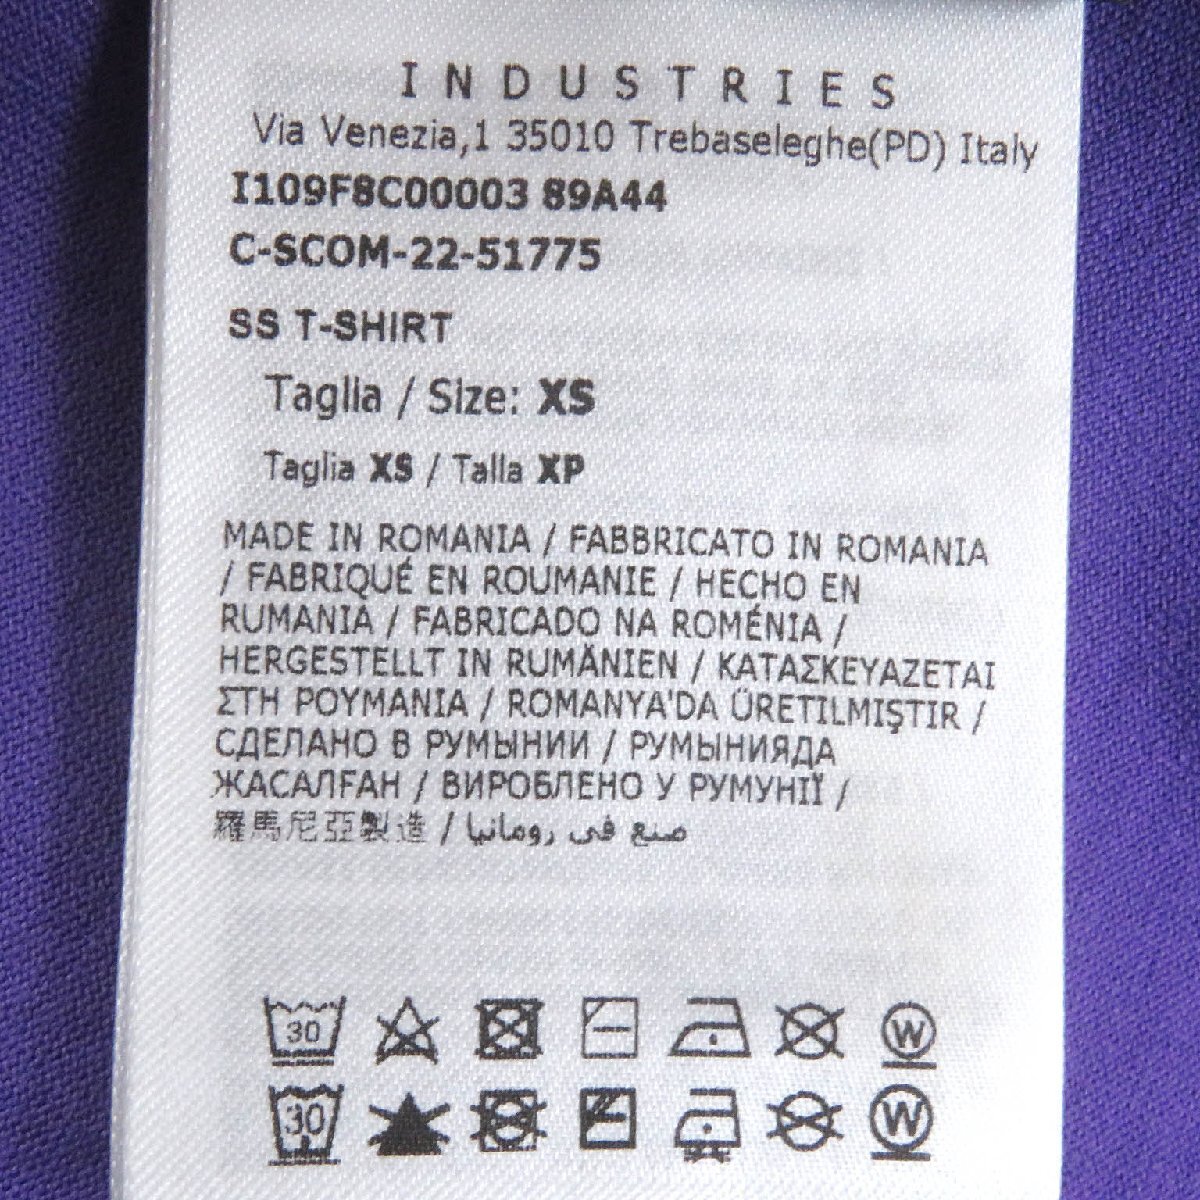 INDUSTRIES
Via Venezia,1 35010 Trebaseleghe(PD) Italy
I109F8C00003 89A44
C-SCOM-22-51775
SS T-SHIRT
Taglia / Size: XS
Taglia XS / Talla XP
MADE IN ROMANIA / FABBRICATO IN ROMANIA
/ FABRIQUÉ EN ROUMANIE / HECHO EN
RUMANIA / FABRICADO NA ROMÉNIA /
HERGESTELLT IN RUMÄNIEN / ΚΑΤΑΣΚΕΥΑΖΕΤΑΙ
ΣΤΗ ΡΟΥΜΑΝΙΑ / ROMANYA'DA ÜRETILMIŞTIR /
СДЕЛАНО В РУМЫНИИ / РУМЫНИЯДА
ЖАСАЛҒАН / ВИРОБЛЕНО У РУМУНІЇ /
羅馬尼亞製造 / صنع في رومانيا
30 W
30 W